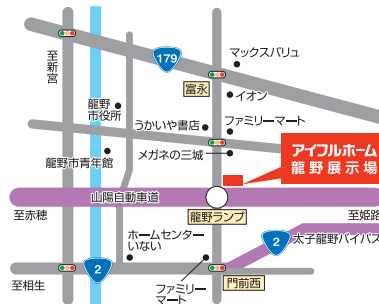 至新宮
179
マックスバリュ
富永
イオン
龍野
市役所
うかいや書店
ファミリーマート
メガネの三城
龍野市青年館
アイフルホーム
龍野展示場
山陽自動車道
至赤穂
龍野ランプ
至姫路
太子龍野バイパス
ホームセンター
いない
2
2
ファミリー
マート
門前西
至相生